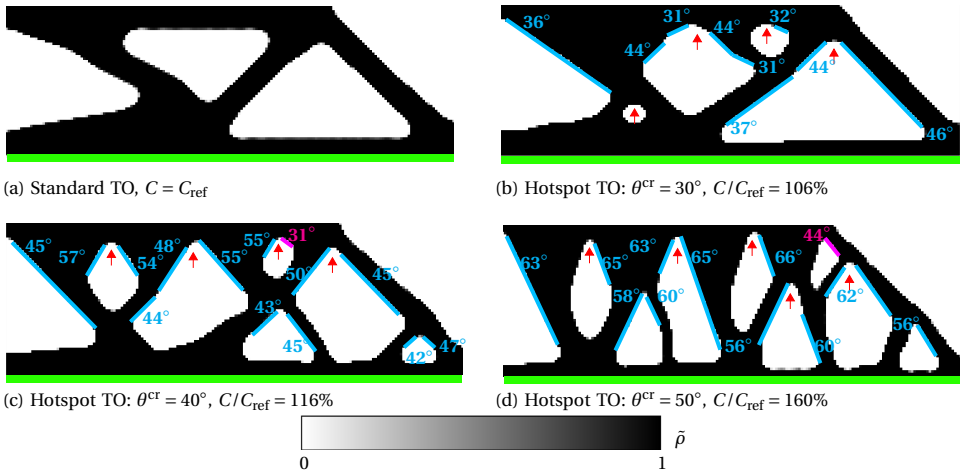 36° 31° 44° 44° 32° 31° 44° 37° 46°
(a) Standard TO, C = C_ref
(b) Hotspot TO: θ^cr = 30°, C/C_ref = 106%
45° 57° 54° 48° 55° 44° 55° 31° 50° 45° 43° 45° 42° 47°
63° 65° 58° 63° 60° 65° 56° 66° 60° 44° 62° 56°
(c) Hotspot TO: θ^cr = 40°, C/C_ref = 116%
(d) Hotspot TO: θ^cr = 50°, C/C_ref = 160%
ρ̃
0 1